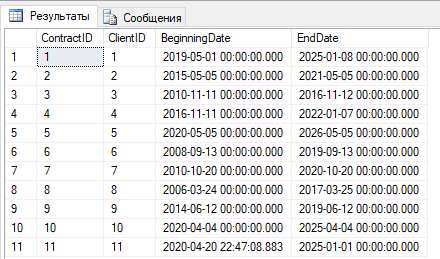 Результаты Сообщения
ContractID ClientID BeginningDate EndDate
1 1 1 2019-05-01 00:00:00.000 2025-01-08 00:00:00.000
2 2 2 2015-05-05 00:00:00.000 2021-05-05 00:00:00.000
3 3 3 2010-11-11 00:00:00.000 2016-11-12 00:00:00.000
4 4 4 2016-11-11 00:00:00.000 2022-01-07 00:00:00.000
5 5 5 2020-05-05 00:00:00.000 2026-05-05 00:00:00.000
6 6 6 2008-09-13 00:00:00.000 2019-09-13 00:00:00.000
7 7 7 2010-10-20 00:00:00.000 2020-10-20 00:00:00.000
8 8 8 2006-03-24 00:00:00.000 2017-03-25 00:00:00.000
9 9 9 2014-06-12 00:00:00.000 2019-06-12 00:00:00.000
10 10 10 2020-04-04 00:00:00.000 2025-04-04 00:00:00.000
11 11 11 2020-04-20 22:47:08.883 2025-01-01 00:00:00.000